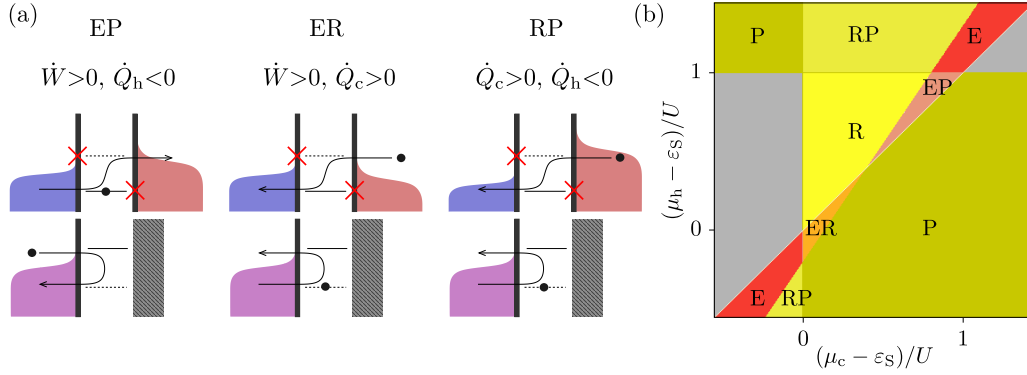 (a)
EP
ER
RP
Ẇ>0, Q̇h<0
Ẇ>0, Q̇c>0
Q̇c>0, Q̇h<0
(b)
P
RP
E
EP
R
ER
P
E
RP
1
0
(μh − εS)/U
0
1
(μc − εS)/U